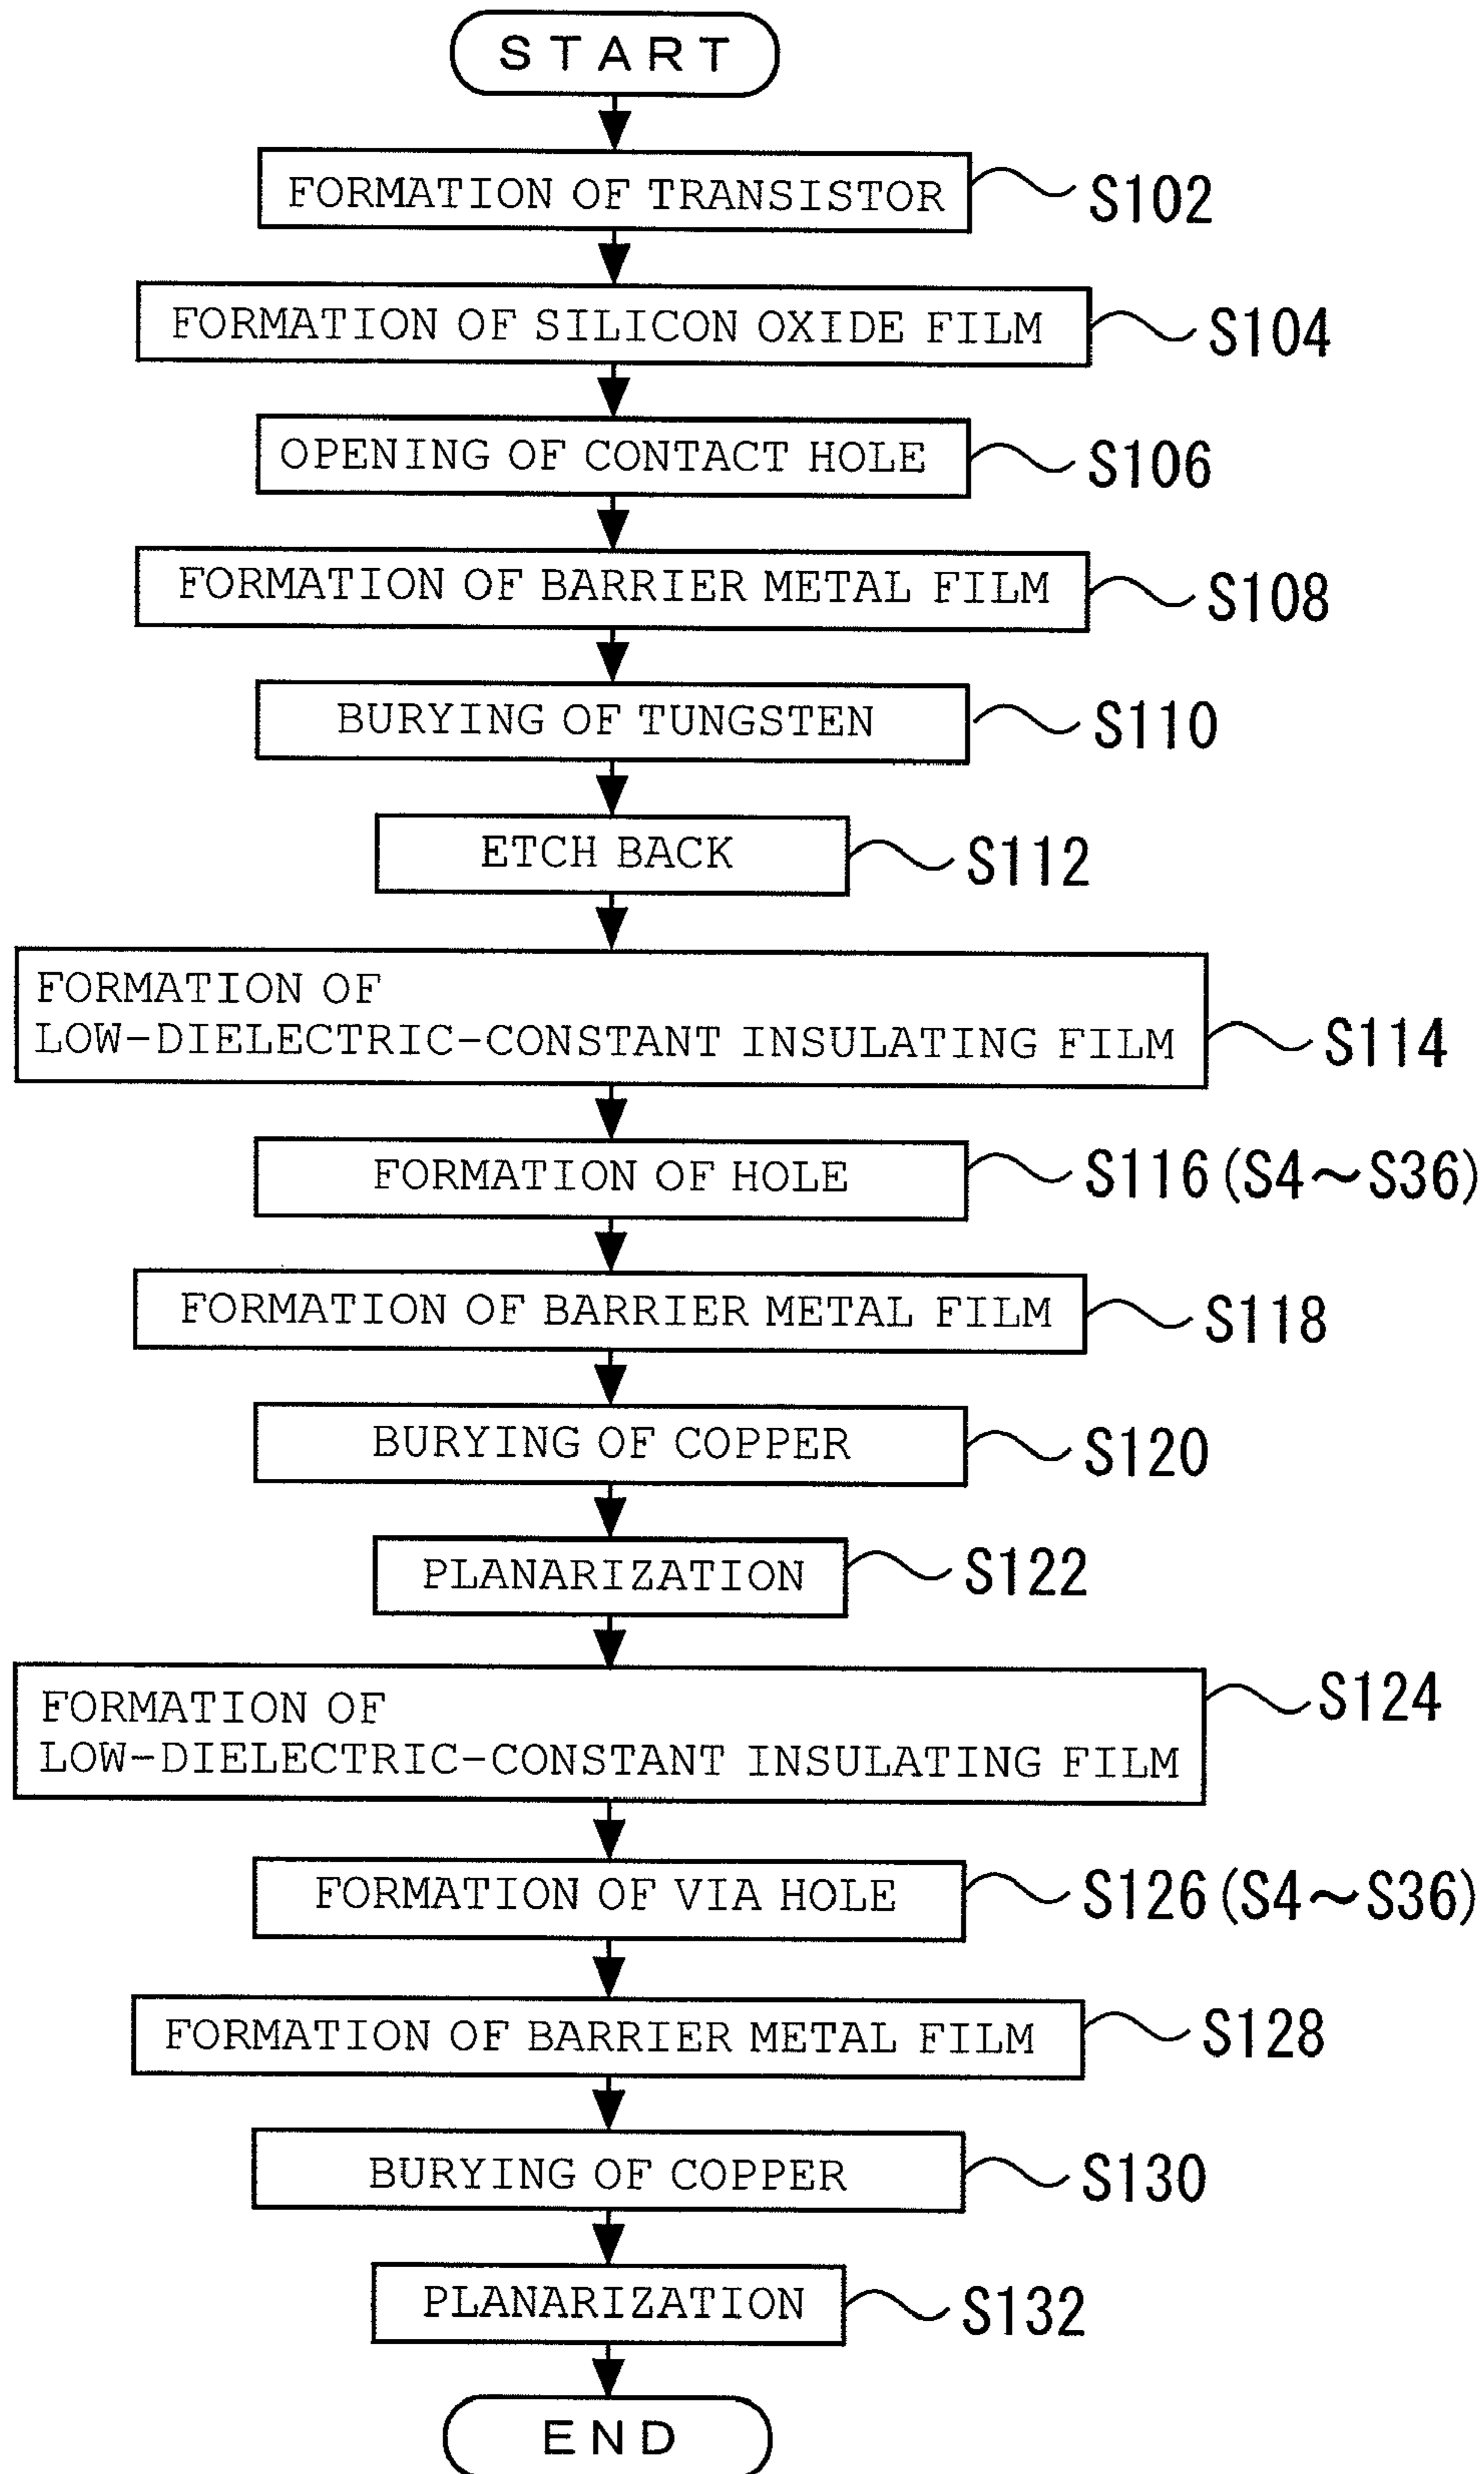 START
FORMATION OF TRANSISTOR
S102
FORMATION OF SILICON OXIDE FILM
S104
OPENING OF CONTACT HOLE
S106
FORMATION OF BARRIER METAL FILM
S108
BURYING OF TUNGSTEN
S110
ETCH BACK
S112
FORMATION OF
LOW-DIELECTRIC-CONSTANT INSULATING FILM
S114
FORMATION OF HOLE
S116 (S4～S36)
FORMATION OF BARRIER METAL FILM
S118
BURYING OF COPPER
S120
PLANARIZATION
S122
FORMATION OF
LOW-DIELECTRIC-CONSTANT INSULATING FILM
S124
FORMATION OF VIA HOLE
S126 (S4～S36)
FORMATION OF BARRIER METAL FILM
S128
BURYING OF COPPER
S130
PLANARIZATION
S132
END